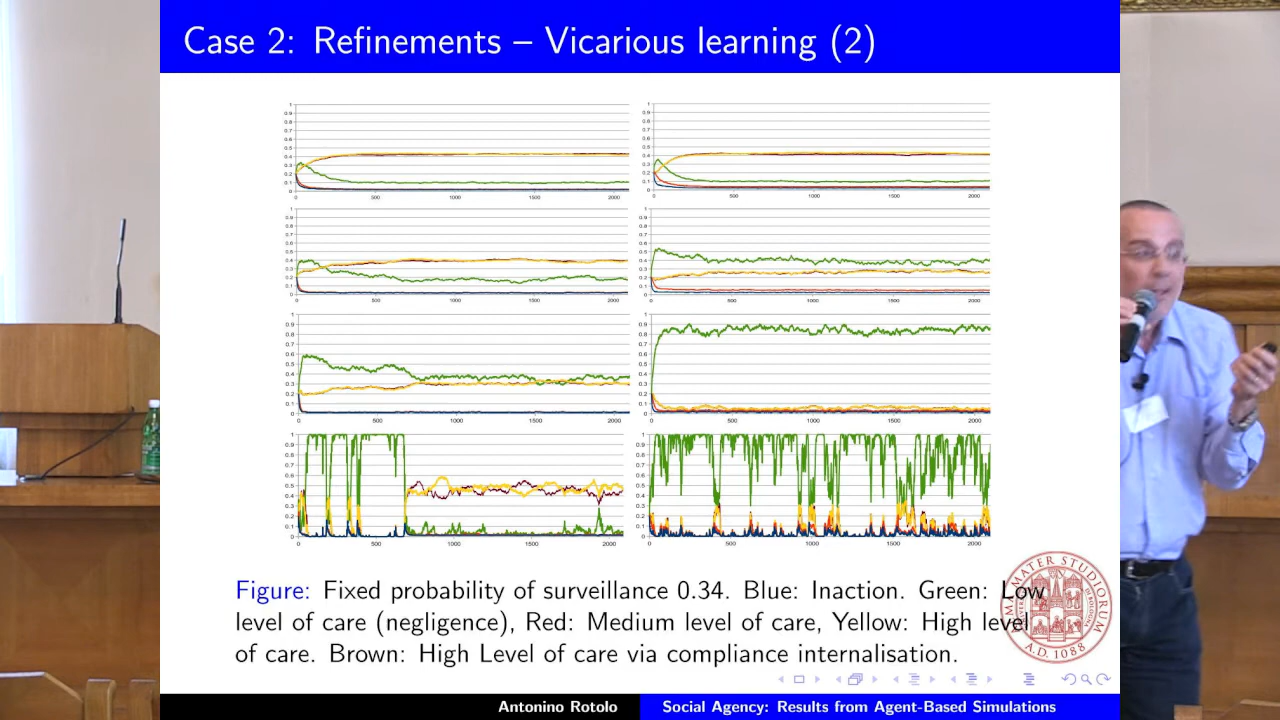 Case 2: Refinements – Vicarious learning (2)
Figure: Fixed probability of surveillance 0.34. Blue: Inaction. Green: Low
level of care (negligence), Red: Medium level of care, Yellow: High level
of care. Brown: High Level of care via compliance internalisation.
A.D. 1088
Antonino Rotolo
Social Agency: Results from Agent-Based Simulations